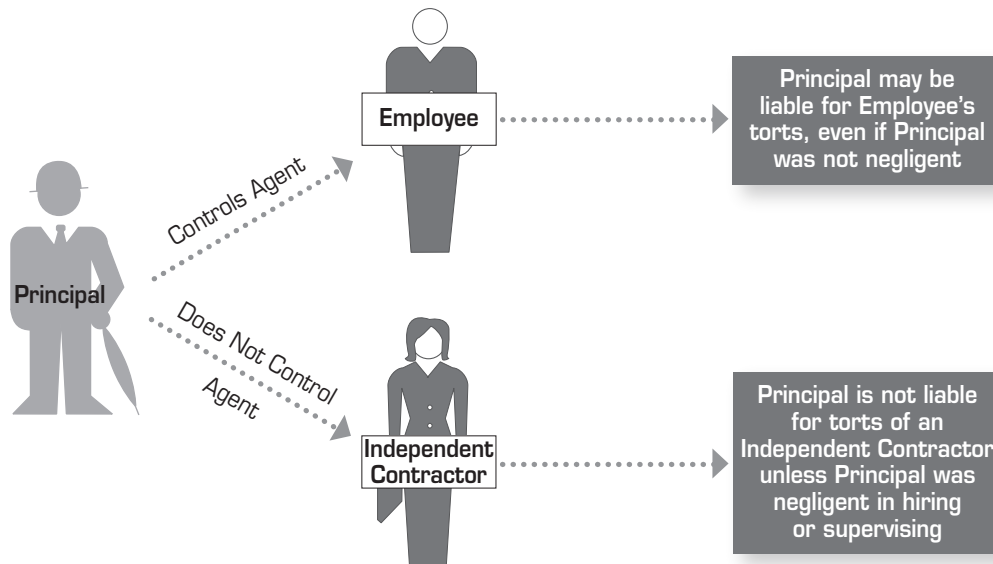 Principal
Controls Agent
Employee
Principal may be
liable for Employee's
torts, even if Principal
was not negligent
Does Not Control
Agent
Independent
Contractor
Principal is not liable
for torts of an
Independent Contractor
unless Principal was
negligent in hiring
or supervising